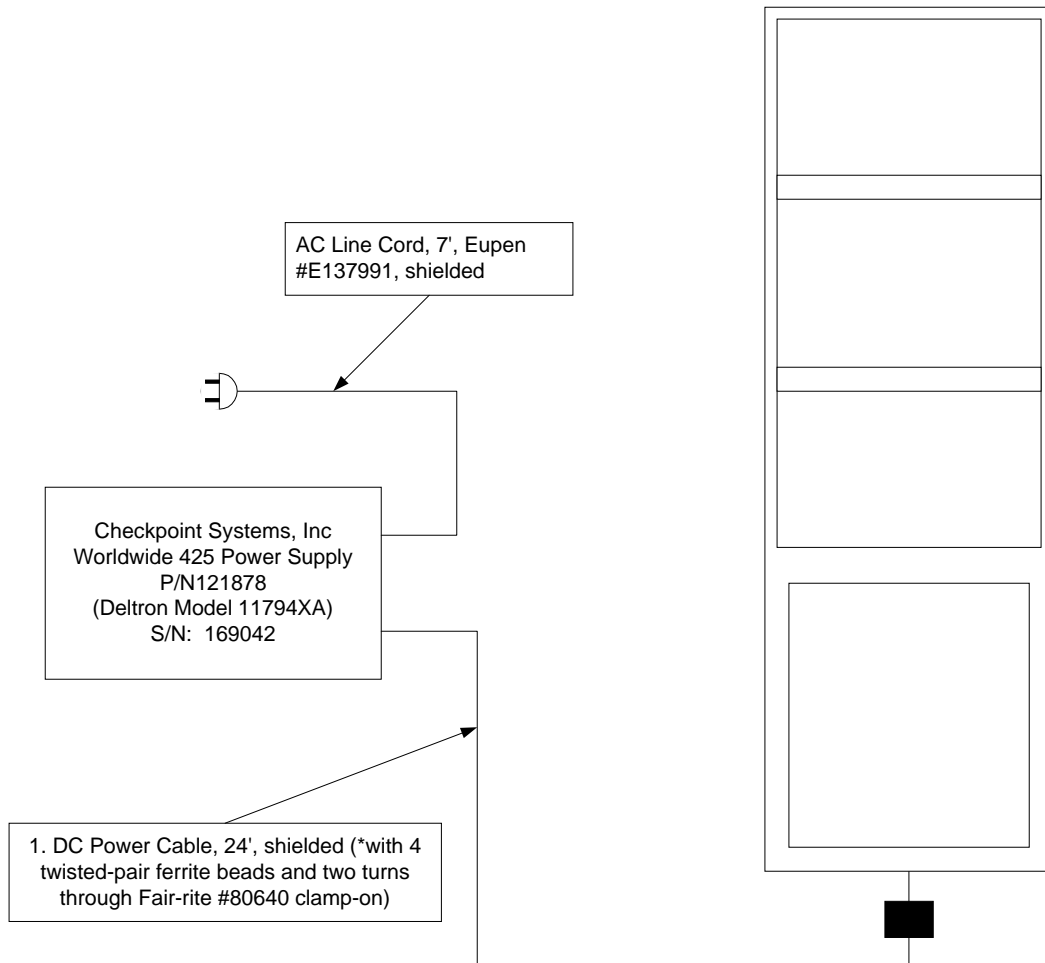 AC Line Cord, 7', Eupen
#E137991, shielded
Checkpoint Systems, Inc
Worldwide 425 Power Supply
P/N121878
(Deltron Model 11794XA)
S/N:  169042
1. DC Power Cable, 24', shielded (*with 4
twisted-pair ferrite beads and two turns
through Fair-rite #80640 clamp-on)